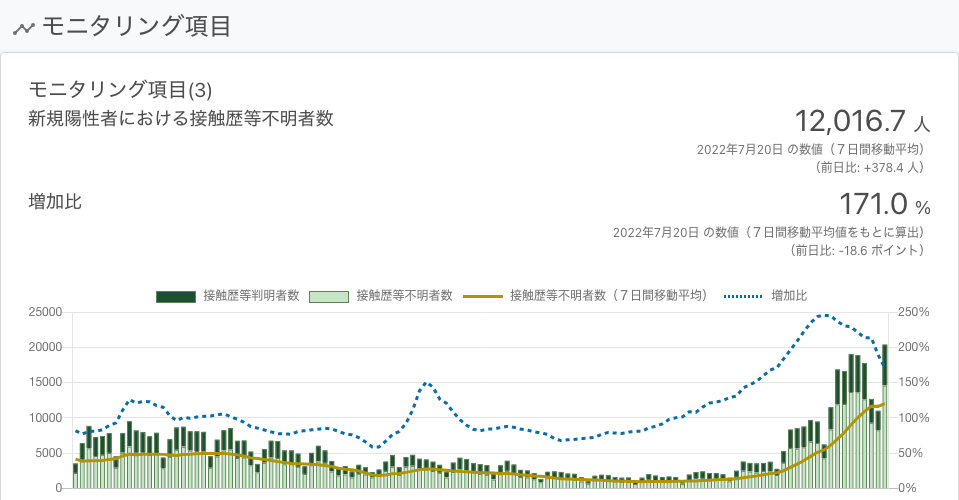 モニタリング項目
モニタリング項目(3)
新規陽性者における接触歴等不明者数
12,016.7 人
2022年7月20日 の数値（７日間移動平均）
（前日比: +378.4 人）
増加比
171.0 %
2022年7月20日 の数値（７日間移動平均値をもとに算出）
（前日比: -18.6 ポイント）
接触歴等判明者数 接触歴等不明者数 接触歴等不明者数（７日間移動平均） 増加比
25000 250%
20000 200%
15000 150%
10000 100%
5000 50%
0 0%